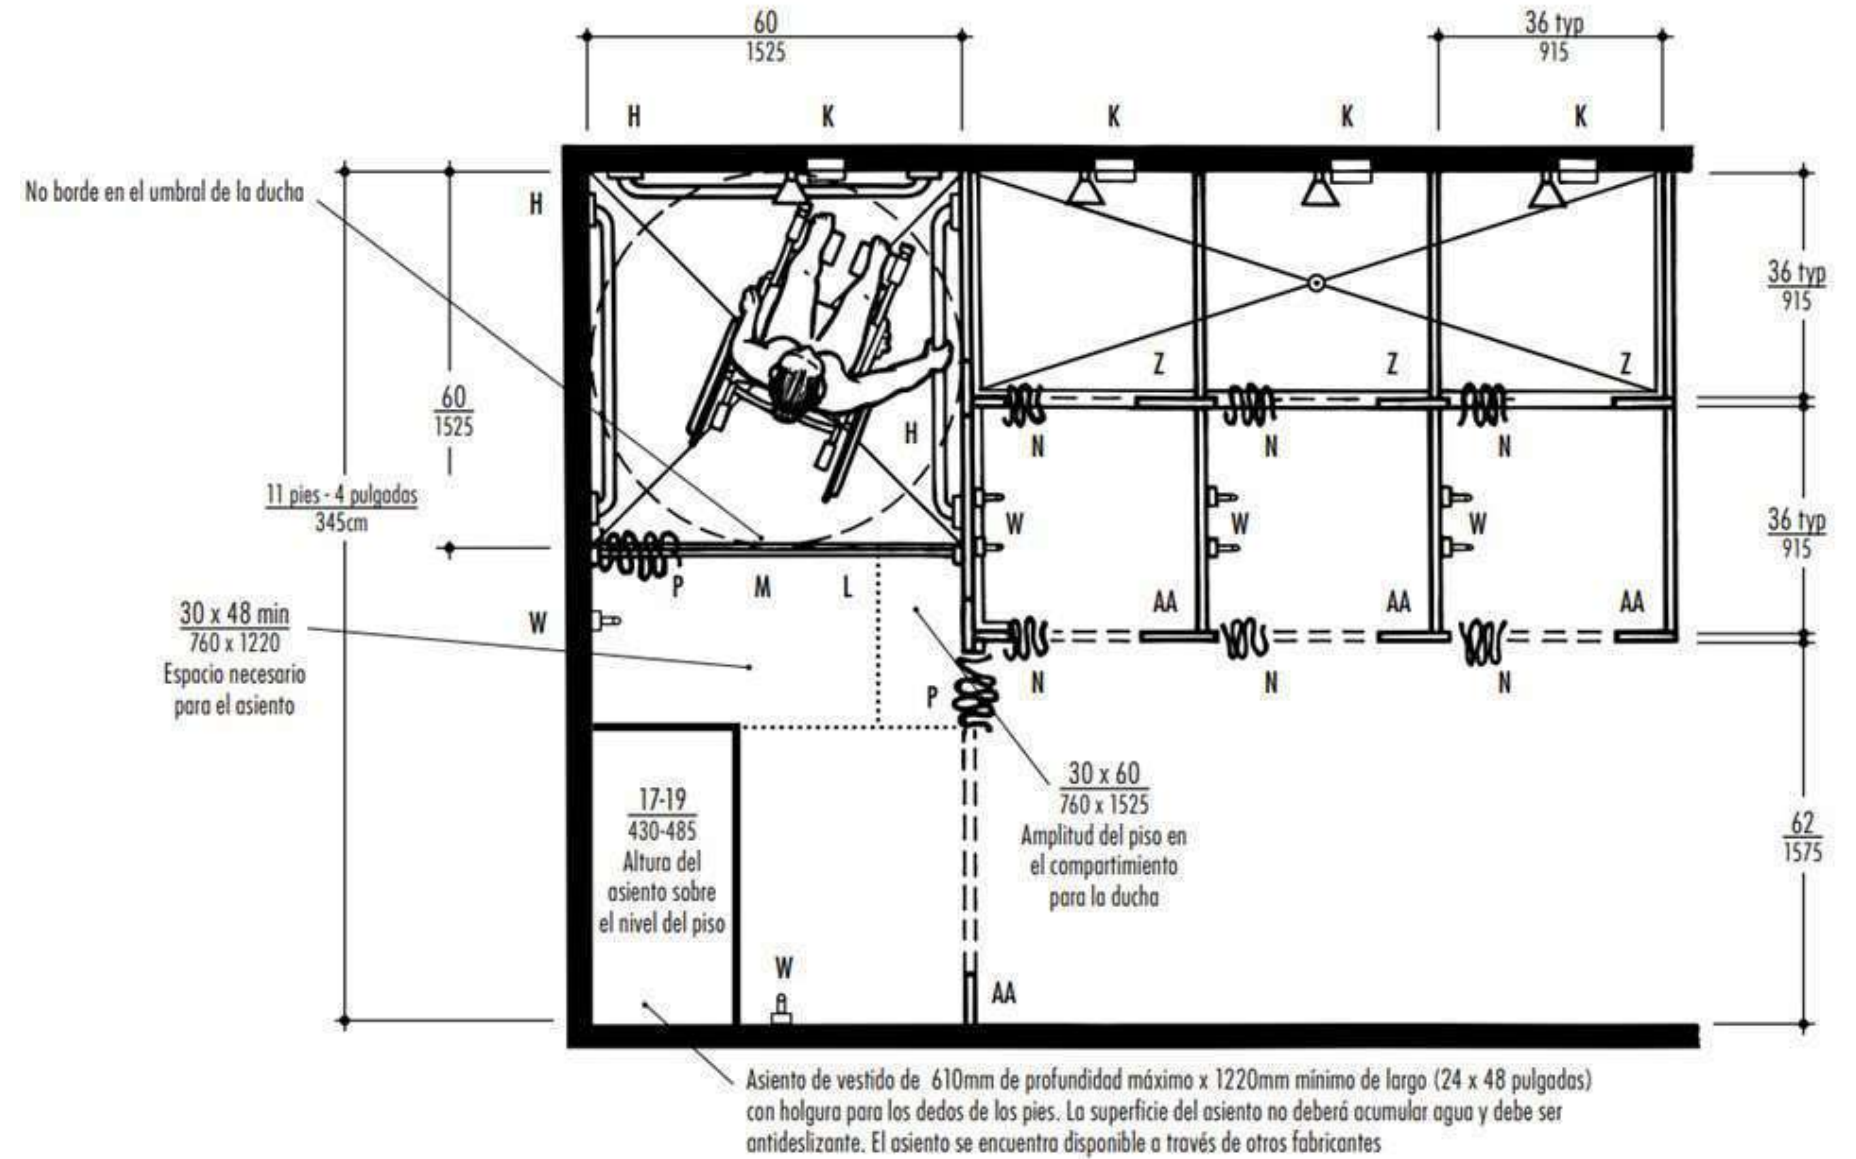 60
1525
36 typ
915
H
K
K
K
K
No borde en el umbral de la ducha
H
36 typ
915
Z
Z
Z
60
1525
H
N
N
N
11 pies - 4 pulgadas
345cm
W
W
W
36 typ
915
P
M
L
AA
AA
AA
30 x 48 min
760 x 1220
Espacio necesario
para el asiento
W
P
N
N
N
30 x 60
760 x 1525
Amplitud del piso en
el compartimiento
para la ducha
17-19
430-485
Altura del
asiento sobre
el nivel del piso
62
1575
W
AA
Asiento de vestido de 610mm de profundidad máximo x 1220mm mínimo de largo (24 x 48 pulgadas)
con holgura para los dedos de los pies. La superficie del asiento no deberá acumular agua y debe ser
antideslizante. El asiento se encuentra disponible a través de otros fabricantes